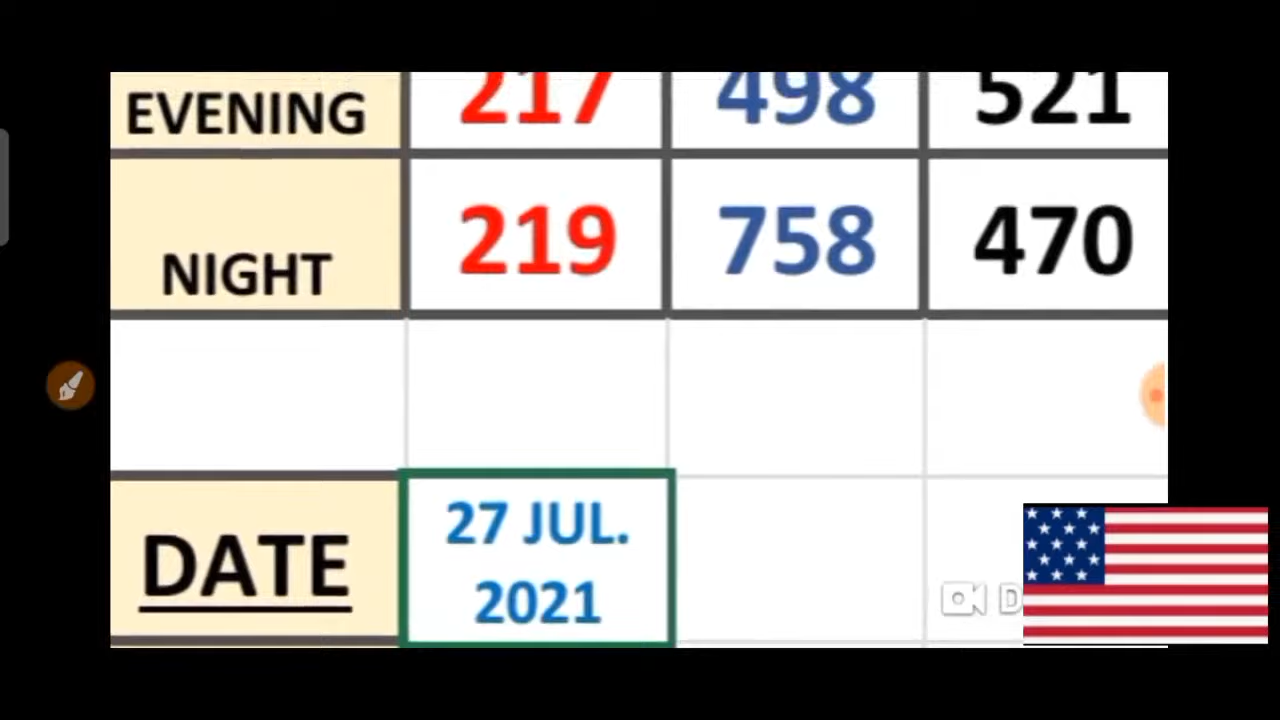 EVENING 217 498 521
NIGHT 219 758 470
DATE 27 JUL.
2021
D